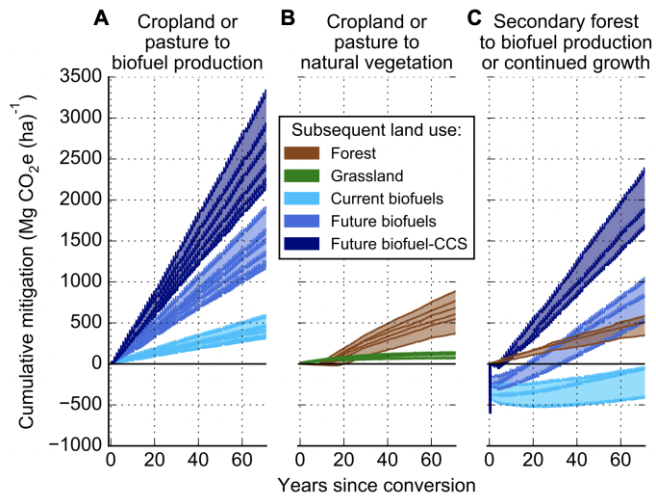 A
Cropland or
pasture to
biofuel production
B
Cropland or
pasture to
natural vegetation
C
Secondary forest
to biofuel production
or continued growth
Cumulative mitigation (Mg CO₂e (ha)⁻¹)
3500
3000
2500
2000
1500
1000
500
0
−500
−1000
Subsequent land use:
Forest
Grassland
Current biofuels
Future biofuels
Future biofuel-CCS
0 20 40 60
0 20 40 60
0 20 40 60
Years since conversion